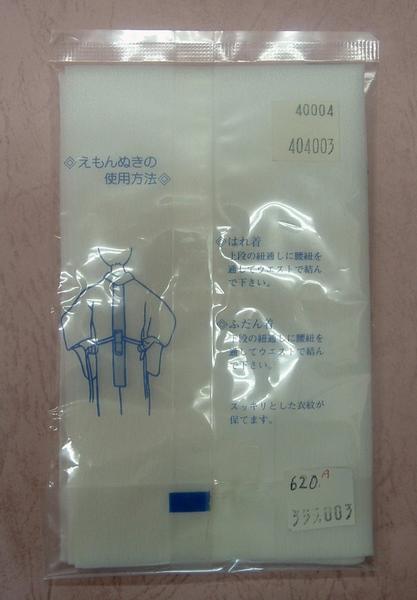 40004
404003
◇えもんぬきの
使用方法◇
◇はれ着
上段の紐通しに腰紐を
通してウエストで結ん
で下さい。
◇ふだん着
下段の紐通しに腰紐を
通してウエストで結ん
で下さい。
スッキリとした衣紋が
保てます。
620.A